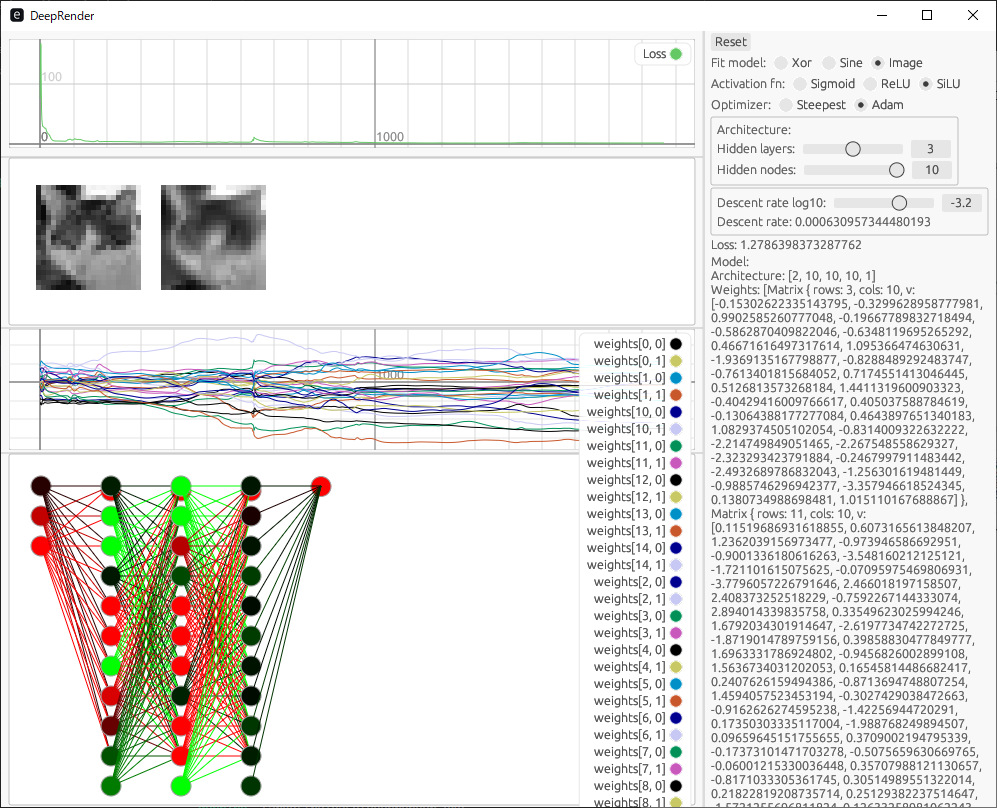 DeepRender
Loss
100
0
1000
1000
weights[0, 0]
weights[0, 1]
weights[1, 0]
weights[1, 1]
weights[10, 0]
weights[10, 1]
weights[11, 0]
weights[11, 1]
weights[12, 0]
weights[12, 1]
weights[13, 0]
weights[13, 1]
weights[14, 0]
weights[14, 1]
weights[2, 0]
weights[2, 1]
weights[3, 0]
weights[3, 1]
weights[4, 0]
weights[4, 1]
weights[5, 0]
weights[5, 1]
weights[6, 0]
weights[6, 1]
weights[7, 0]
weights[7, 1]
weights[8, 0]
weights[8, 1]
Reset
Fit model: Xor Sine Image
Activation fn: Sigmoid ReLU SiLU
Optimizer: Steepest Adam
Architecture:
Hidden layers: 3
Hidden nodes: 10
Descent rate log10: -3.2
Descent rate: 0.000630957344480193
Loss: 1.2786398373287762
Model:
Architecture: [2, 10, 10, 10, 1]
Weights: [Matrix { rows: 3, cols: 10, v:
[-0.15302622335143795, -0.3299628958777981,
0.9902585260777048, -0.19667789832718494,
-0.5862870409822046, -0.6348119695265292,
0.46671616497317614, 1.095366474630631,
-1.9369135167798877, -0.8288489292483747,
-0.7613401315684052, 0.7174551413046445,
0.5126813357920784, 1.4411319600903323,
-0.40429416009766617, 0.405037588784619,
-0.13064388177277084, 0.4643897651340183,
1.0829374505102054, -0.8314009322632222,
-2.214749849051465, -2.267548558629327,
-2.3232934237918​84, -0.2467997911483442,
-2.4932689786832043, -1.256301619481449,
-0.9885746296942377, -3.3579466185​24424,
0.1380734988698481, 1.015110167688867] },
Matrix { rows: 11, cols: 10, v:
[0.11519686931618855, 0.6073165613848207,
1.2362039156973477, -0.973946586692951,
-0.9001336180616263, -3.548160212125121,
-1.721101615075625, -0.07095975469806931,
-3.7796057226791646, 2.466018197158507,
2.408373252518229, -0.7592267144333074,
2.894014339835758, 0.33549623025994246,
1.6792034301914647, -2.6197734742272725,
-1.8719014789759156, 0.39858830477849777,
1.6963331786924802, -0.9456826002899108,
1.5636734031202053, 0.16545814486682417,
0.2407626159494386, -0.8713694748807254,
1.4594057523453194, -0.3027429038472663,
-0.9162626274595238, -1.42256944720291,
0.17350303335117004, -1.988768249894507,
0.09659645151755655, 0.3709002194795339,
-0.17373101471703278, -0.5075659630669765,
-0.06001215330036448, 0.35707988121130657,
-0.8171033305361745, 0.30514989551322014,
0.21822819208735714, 0.25129382237514647,